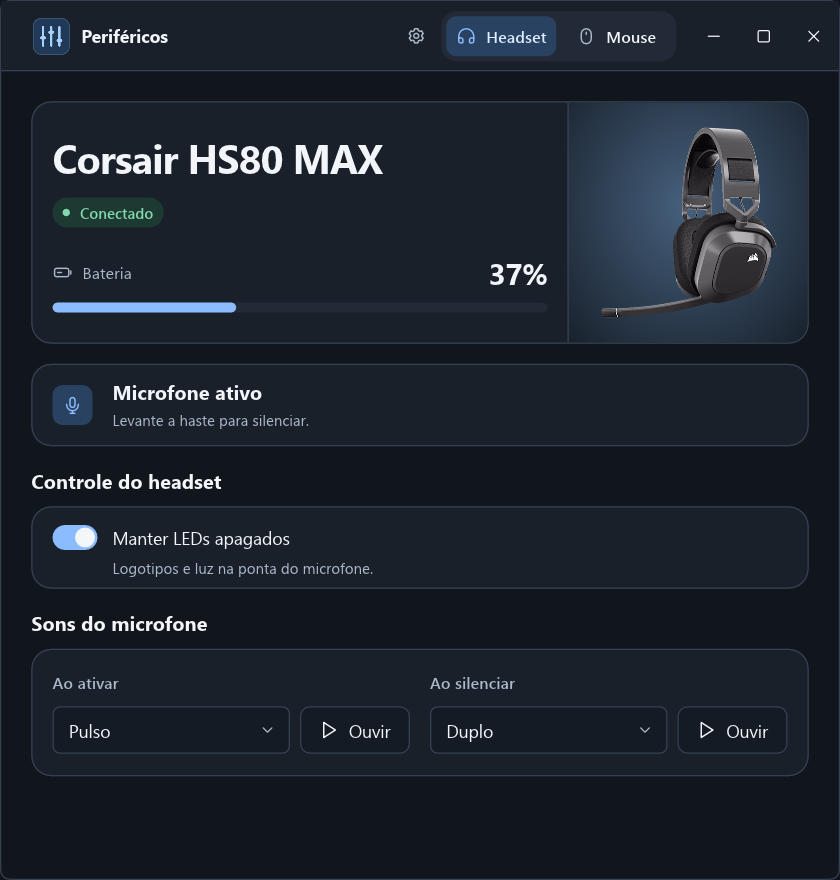 Periféricos
Headset
Mouse
Corsair HS80 MAX
Conectado
Bateria
37%
Microfone ativo
Levante a haste para silenciar.
Controle do headset
Manter LEDs apagados
Logotipos e luz na ponta do microfone.
Sons do microfone
Ao ativar
Ao silenciar
Pulso
Ouvir
Duplo
Ouvir